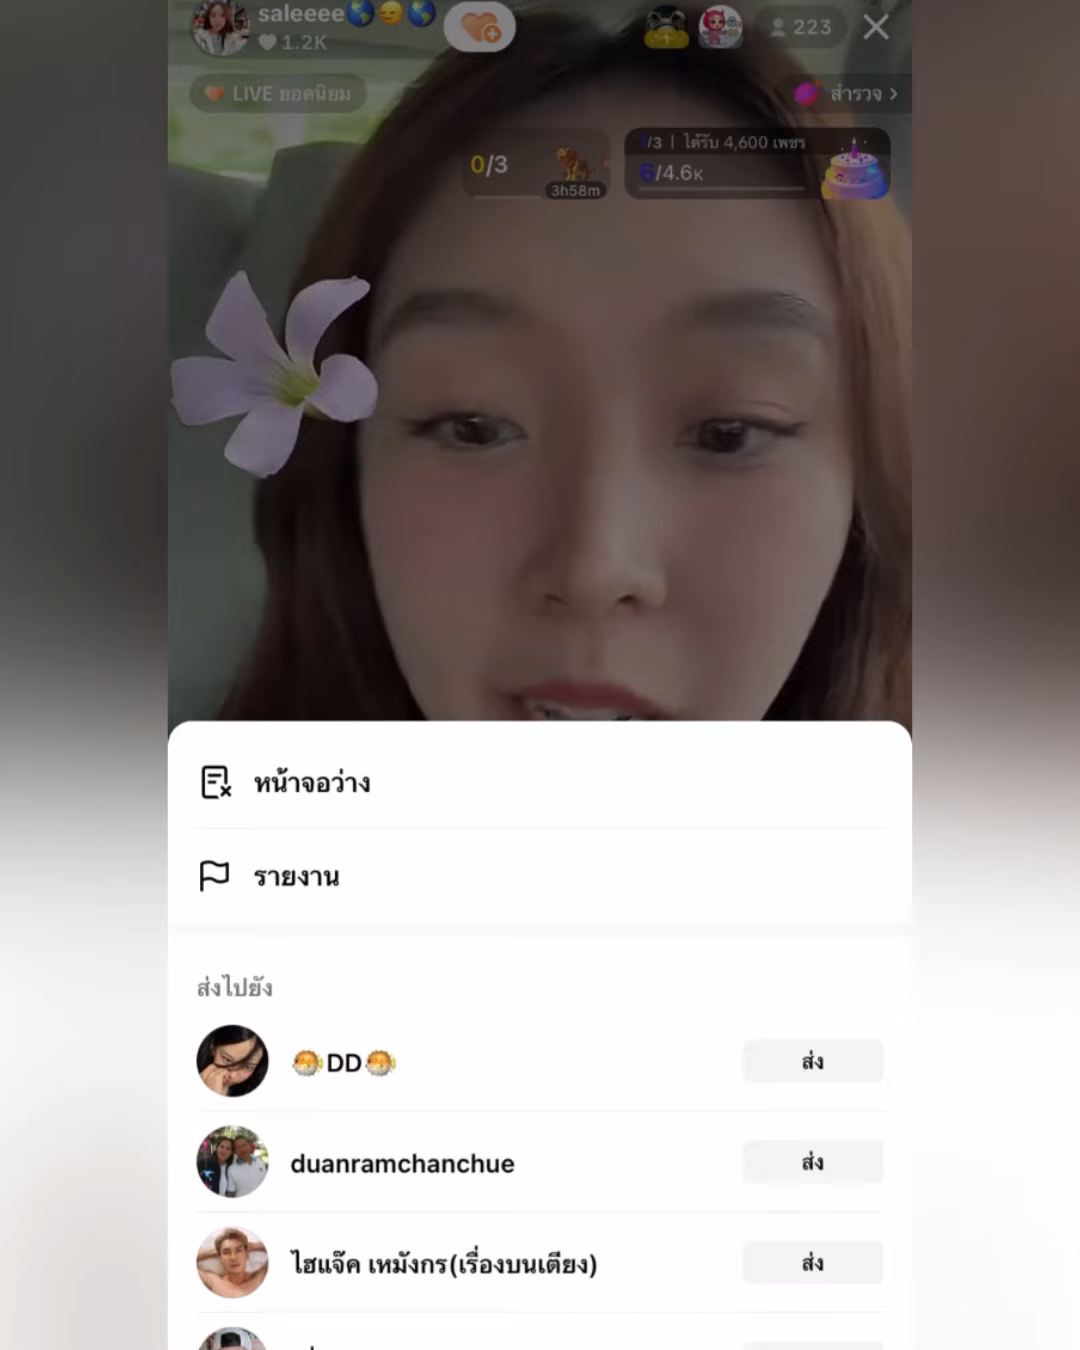 saleeee🌎😑🌎
1.2K
223
LIVE ยอดนิยม
สำรวจ >
0/3
3h58m
/3 | ได้รับ 4,600 เพชร
6/4.6K
หน้าจอว่าง
รายงาน
ส่งไปยัง
🐡DD🐡
ส่ง
duanramchanchue
ส่ง
ไฮแจ๊ค เหมังกร(เรื่องบนเตียง)
ส่ง